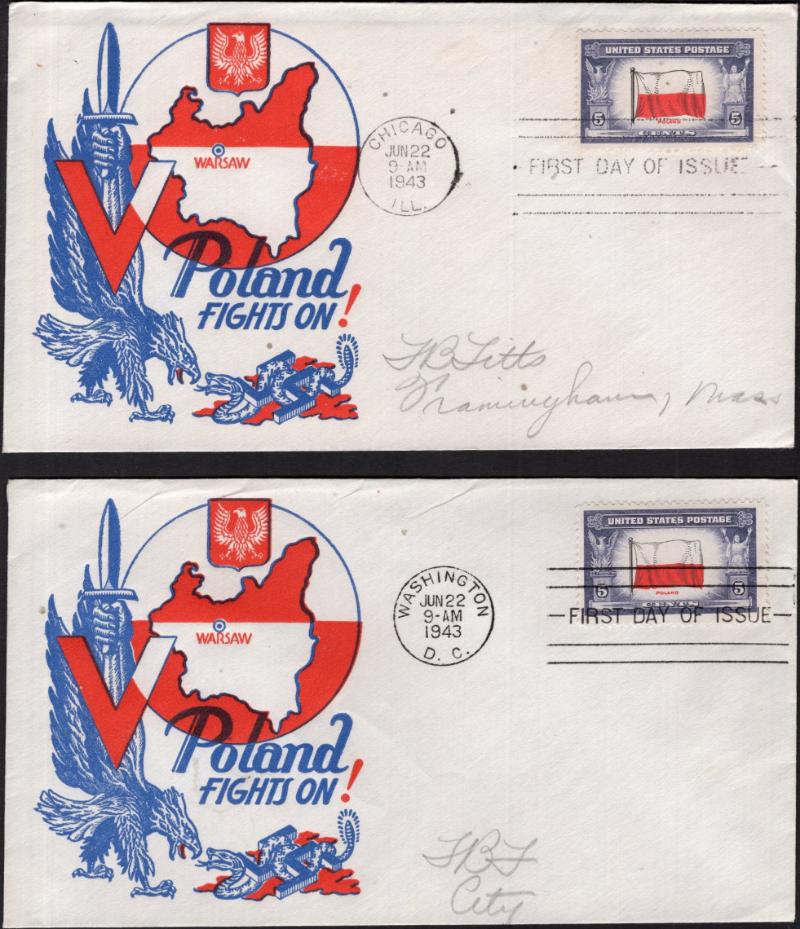 UNITED STATES POSTAGE
5 5
POLAND
CENTS
CHICAGO
JUN 22
9-AM
1943
ILL.
FIRST DAY OF ISSUE
WARSAW
V
Poland
FIGHTS ON!
Framingham, Mass
UNITED STATES POSTAGE
5 5
POLAND
CENTS
WASHINGTON
JUN 22
9-AM
1943
D. C.
FIRST DAY OF ISSUE
WARSAW
V
Poland
FIGHTS ON!
City